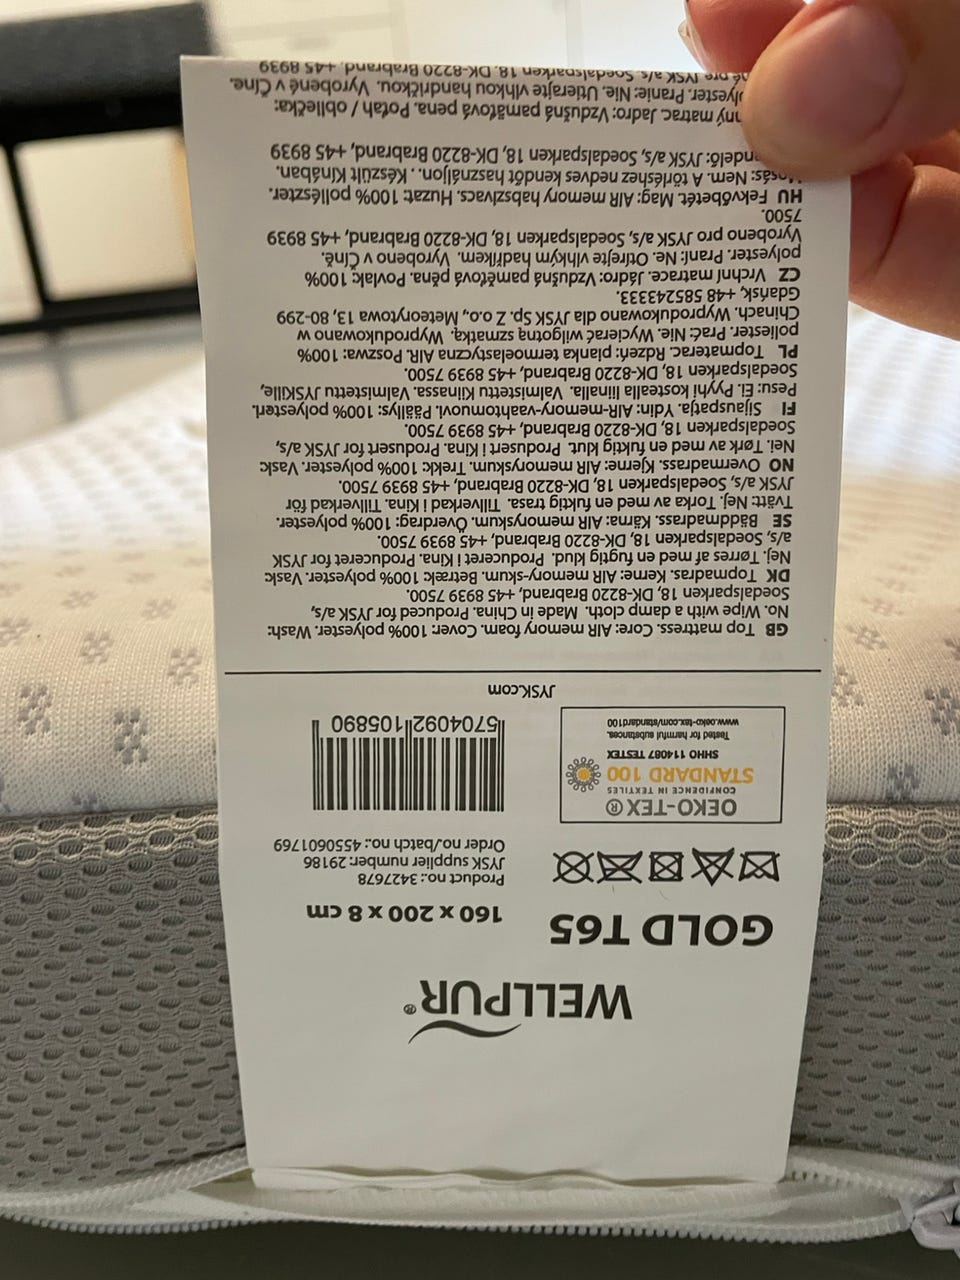 WELLPUR®
GOLD T65
160 x 200 x 8 cm
Product no.: 3427678
JYSK supplier number: 29186
Order no./batch no.: 4550601769
OEKO-TEX®
CONFIDENCE IN TEXTILES
STANDARD 100
SHHO 114087 TESTEX
Tested for harmful substances.
www.oeko-tex.com/standard100
5704092105890
JYSK.com
GB Top mattress. Core: AIR memory foam. Cover: 100% polyester. Wash:
No. Wipe with a damp cloth. Made in China. Produced for JYSK a/s,
Soedalsparken 18, DK-8220 Brabrand, +45 8939 7500.
DK Topmadras. Kerne: AIR memory-skum. Betræk: 100% polyester. Vask:
Nej. Tørres af med en fugtig klud. Produceret i Kina. Produceret for JYSK
a/s, Soedalsparken 18, DK-8220 Brabrand, +45 8939 7500.
SE Bäddmadrass. Kärna: AIR memoryskum. Överdrag: 100% polyester.
Tvätt: Nej. Torka av med en fuktig trasa. Tillverkad i Kina. Tillverkad för
JYSK a/s, Soedalsparken 18, DK-8220 Brabrand, +45 8939 7500.
NO Overmadrass. Kjerne: AIR memoryskum. Trekk: 100% polyester. Vask:
Nei. Tørk av med en fuktig klut. Produsert i Kina. Produsert for JYSK a/s,
Soedalsparken 18, DK-8220 Brabrand, +45 8939 7500.
FI Sijauspatja. Ydin: AIR-memory-vaahtomuovi. Päällys: 100% polyesteri.
Pesu: Ei. Pyyhi kostealla liinalla. Valmistettu Kiinassa. Valmistettu JYSKille,
Soedalsparken 18, DK-8220 Brabrand, +45 8939 7500.
PL Topmaterac. Rdzeń: pianka termoelastyczna AIR. Poszwa: 100%
poliester. Prać: Nie. Wycierać wilgotną szmatką. Wyprodukowano w
Chinach. Wyprodukowano dla JYSK Sp. Z o.o., Meteorytowa 13, 80-299
Gdańsk, +48 585243333.
CZ Vrchní matrace. Jádro: Vzdušná paměťová pěna. Povlak: 100%
polyester. Praní: Ne. Otírejte vlhkým hadříkem. Vyrobeno v Číně.
Vyrobeno pro JYSK a/s, Soedalsparken 18, DK-8220 Brabrand, +45 8939
7500.
HU Fekvőbetét. Mag: AIR memory habszivacs. Huzat: 100% poliészter.
Mosás: Nem. A törléshez nedves kendőt használjon. . Készült Kínában.
JYSK a/s, Soedalsparken 18, DK-8220 Brabrand, +45 8939
matrac. Jadro: Vzdušná pamäťová pena. Poťah / obliečka:
Pranie: Nie. Utierajte vlhkou handričkou. Vyrobené v Číne.
pre JYSK a/s, Soedalsparken 18, DK-8220 Brabrand, +45 8939